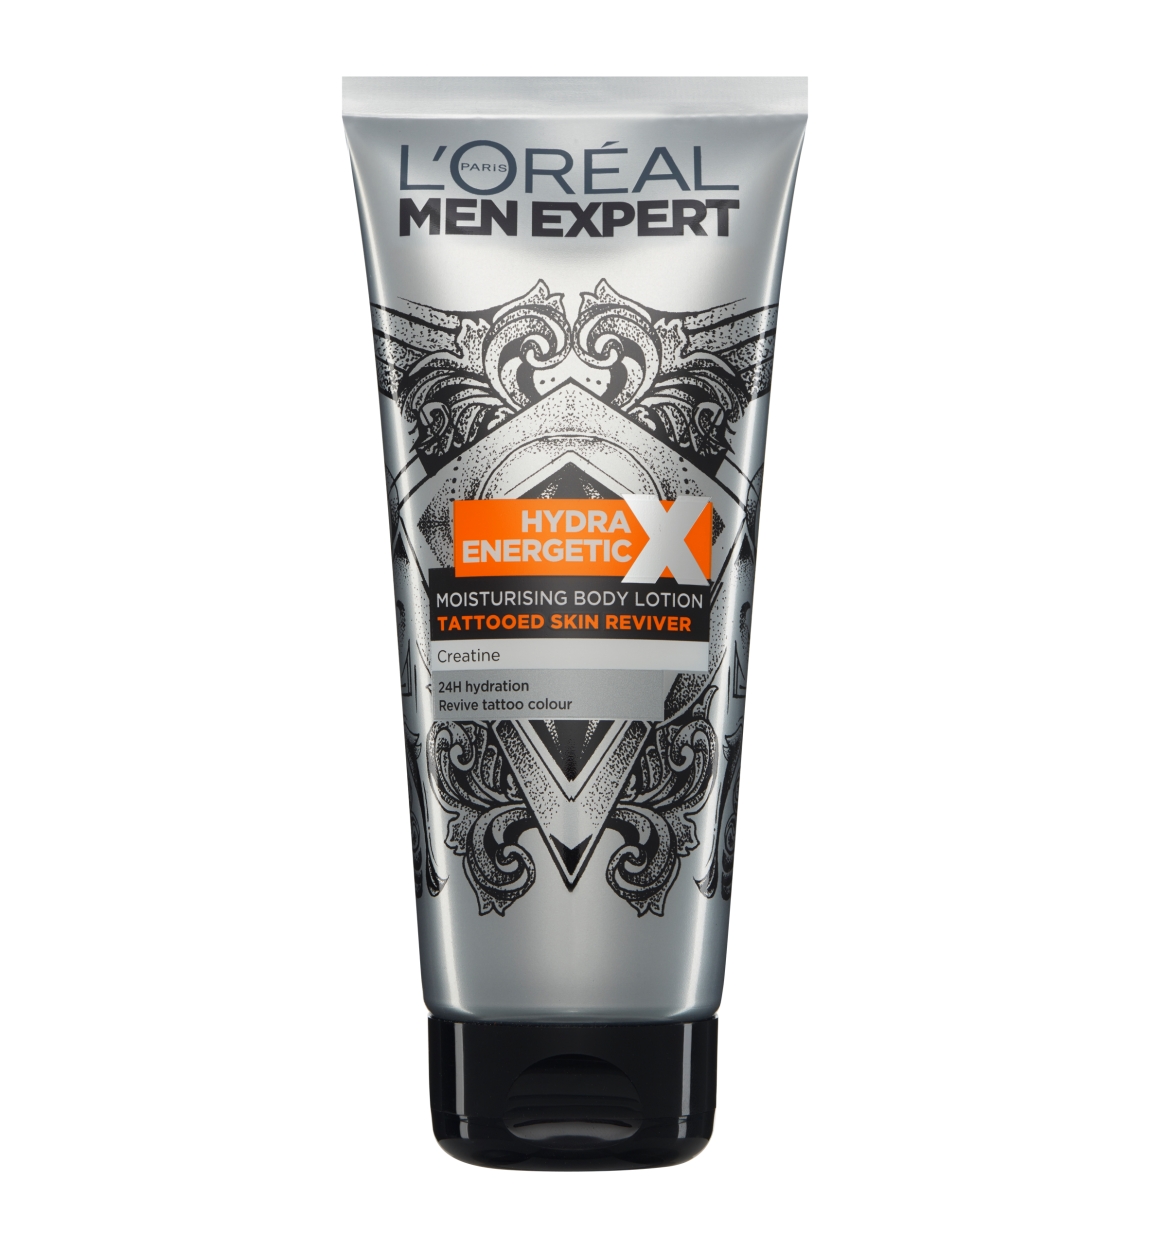 L'ORÉAL
PARIS
MEN EXPERT
HYDRA
ENERGETIC X
MOISTURISING BODY LOTION
TATTOOED SKIN REVIVER
Creatine
24H hydration
Revive tattoo colour